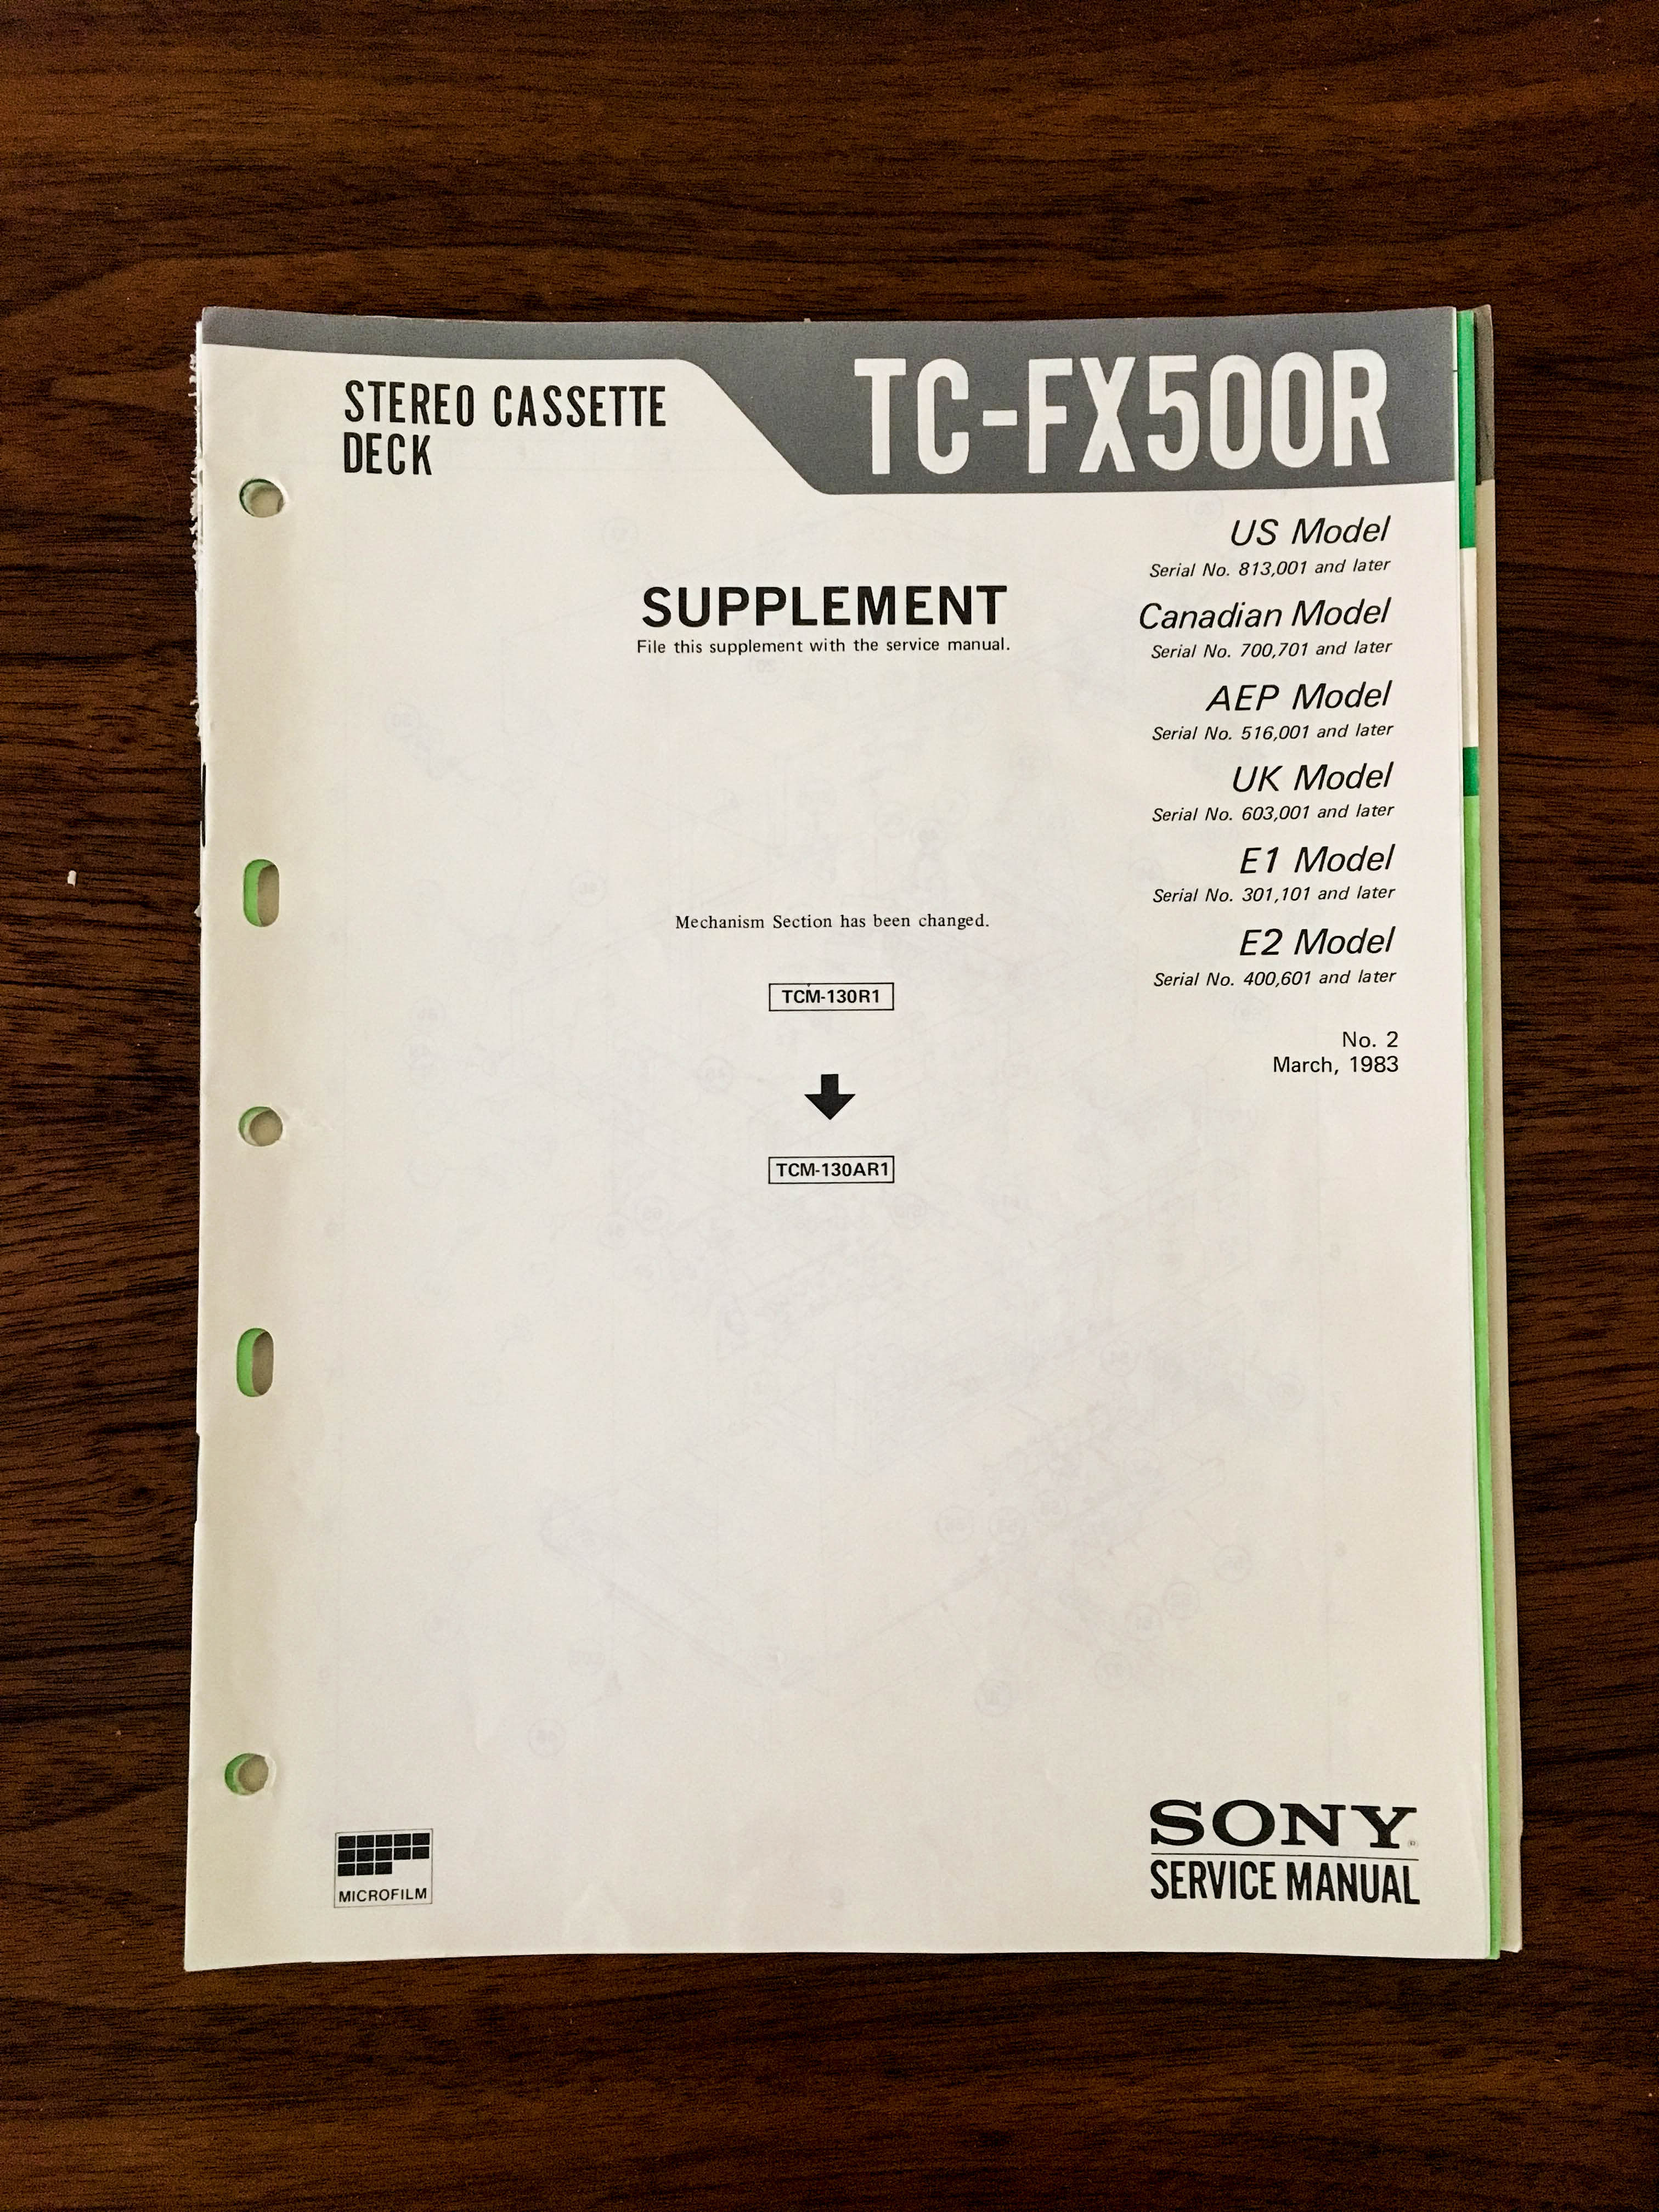 STEREO CASSETTE
DECK
TC-FX500R
US Model
Serial No. 813,001 and later
SUPPLEMENT
File this supplement with the service manual.
Canadian Model
Serial No. 700,701 and later
AEP Model
Serial No. 516,001 and later
UK Model
Serial No. 603,001 and later
E1 Model
Serial No. 301,101 and later
Mechanism Section has been changed.
E2 Model
Serial No. 400,601 and later
TCM-130R1
No. 2
March, 1983
TCM-130AR1
MICROFILM
SONY®
SERVICE MANUAL